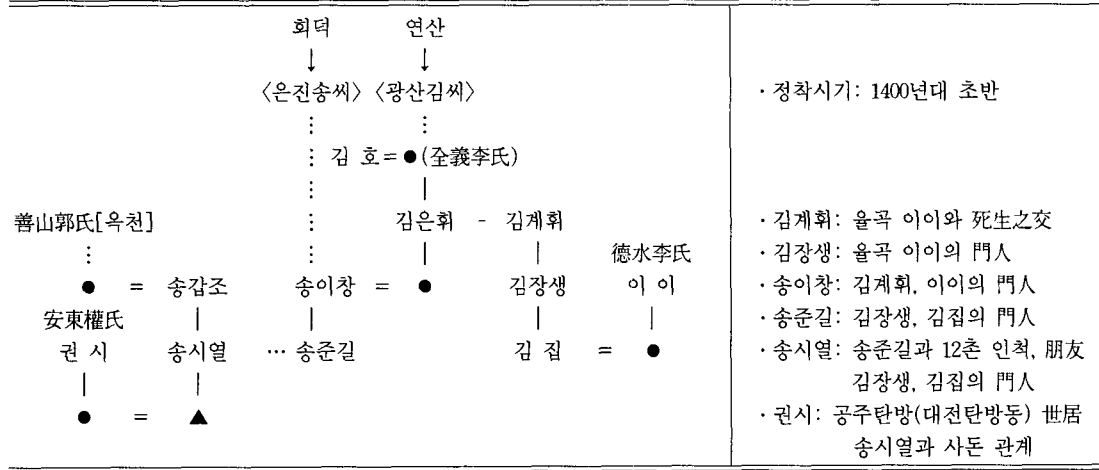 회덕 연산
↓ ↓
〈은진송씨〉 〈광산김씨〉
⋮ ⋮
⋮ 김 호 = ● (全義李氏)
⋮ |
善山郭氏[옥천] ⋮ 김은휘 - 김계휘
⋮ ⋮ | | 德水李氏
● = 송갑조 송이창 = ● 김장생 이 이
安東權氏 | | | |
권 시 송시열 … 송준길 김 집 = ●
| |
● = ▲
· 정착시기: 1400년대 초반
· 김계휘: 율곡 이이와 死生之交
· 김장생: 율곡 이이의 門人
· 송이창: 김계휘, 이이의 門人
· 송준길: 김장생, 김집의 門人
· 송시열: 송준길과 12촌 인척, 朋友
김장생, 김집의 門人
· 권시: 공주탄방(대전탄방동) 世居
송시열과 사돈 관계